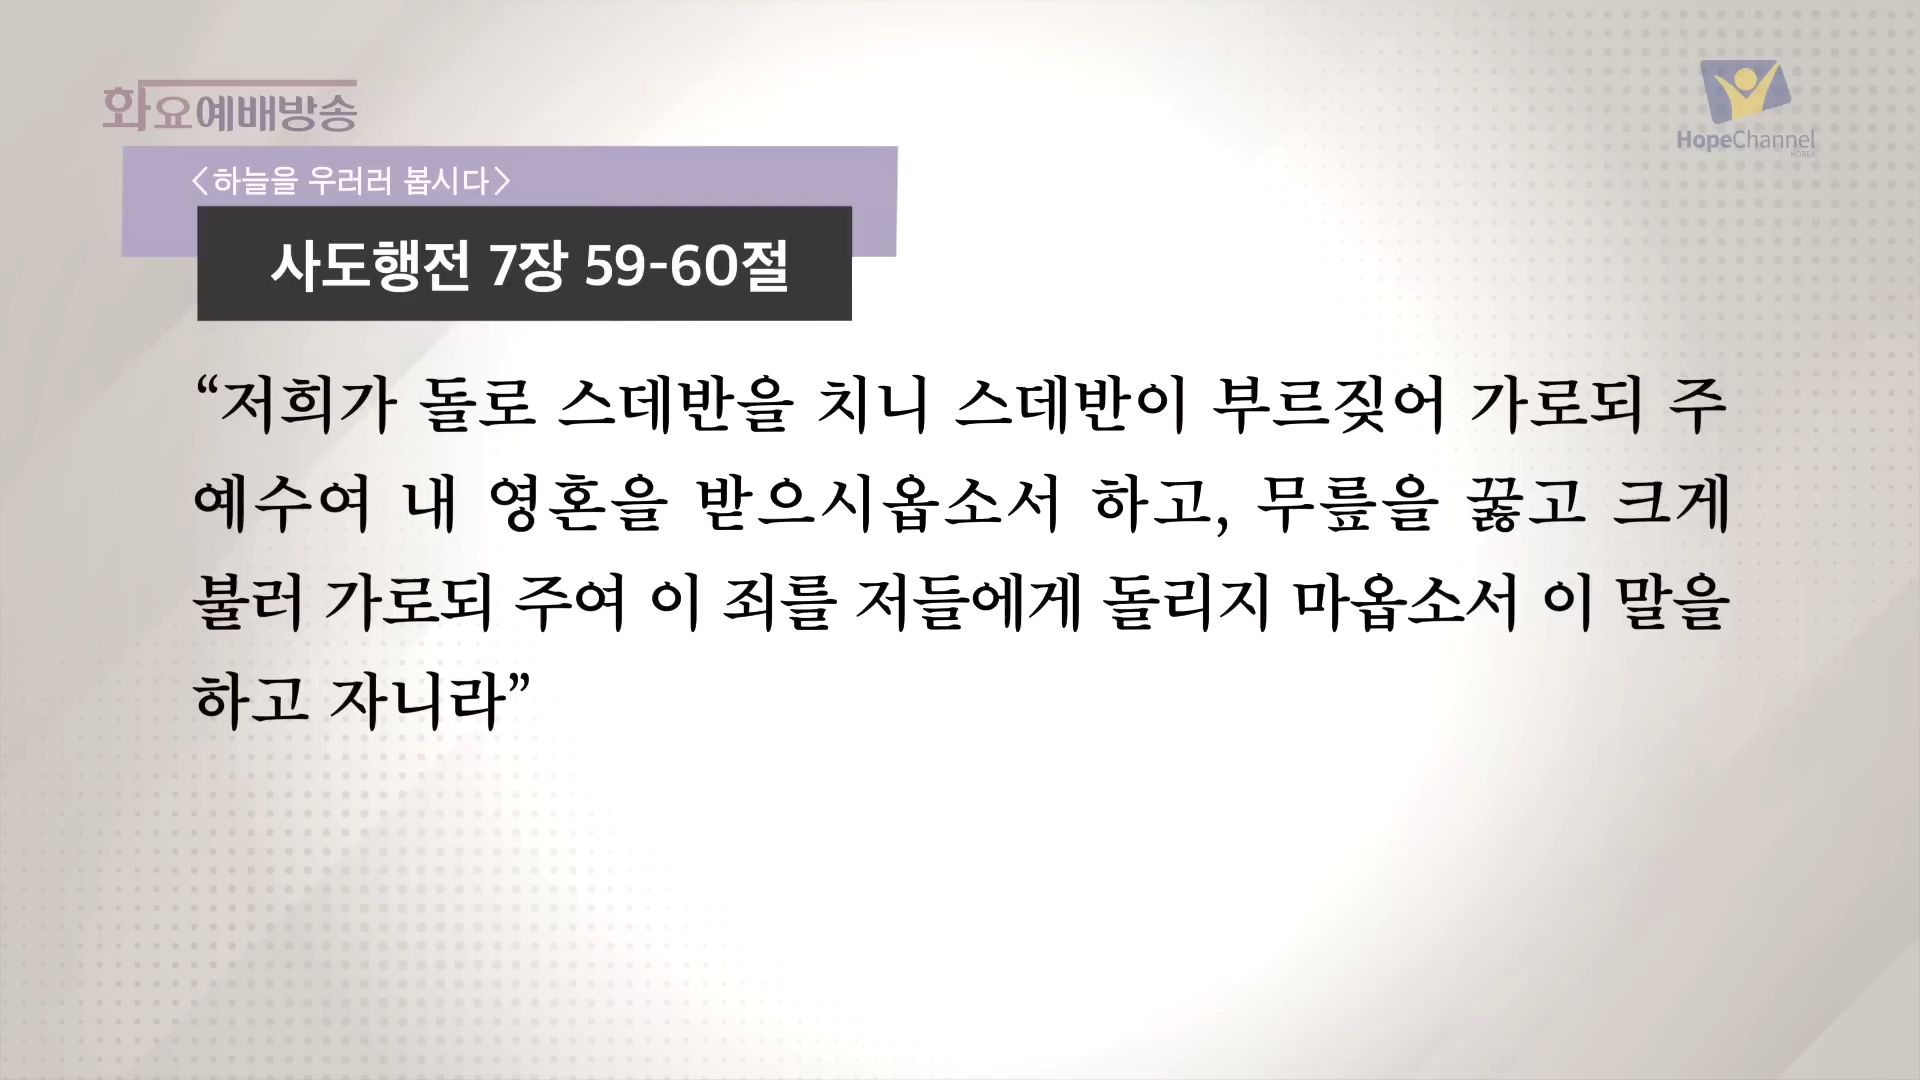 화요예배방송
HopeChannel
KOREA
<하늘을 우러러 봅시다>
사도행전 7장 59-60절
“저희가 돌로 스데반을 치니 스데반이 부르짖어 가로되 주
예수여 내 영혼을 받으시옵소서 하고, 무릎을 꿇고 크게
불러 가로되 주여 이 죄를 저들에게 돌리지 마옵소서 이 말을
하고 자니라”